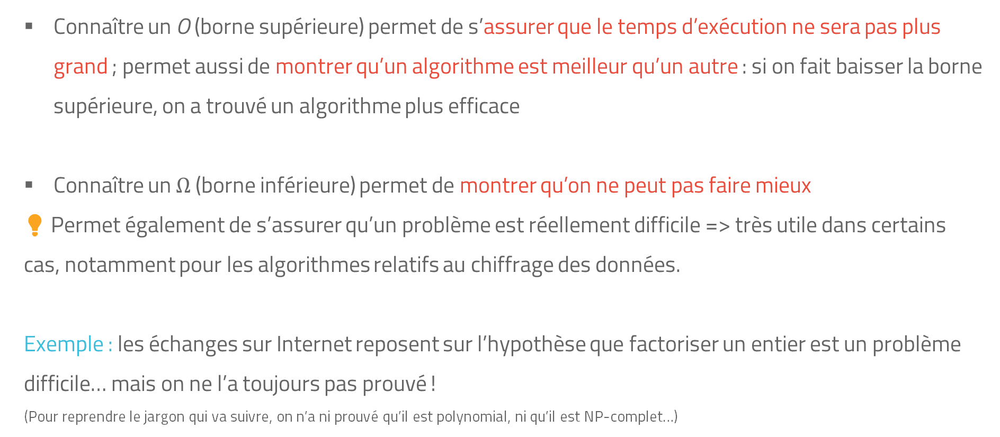 ▪ Connaître un O (borne supérieure) permet de s’assurer que le temps d’exécution ne sera pas plus
grand ; permet aussi de montrer qu’un algorithme est meilleur qu’un autre : si on fait baisser la borne
supérieure, on a trouvé un algorithme plus efficace
▪ Connaître un Ω (borne inférieure) permet de montrer qu’on ne peut pas faire mieux
Permet également de s’assurer qu’un problème est réellement difficile => très utile dans certains
cas, notamment pour les algorithmes relatifs au chiffrage des données.
Exemple : les échanges sur Internet reposent sur l’hypothèse que factoriser un entier est un problème
difficile… mais on ne l’a toujours pas prouvé !
(Pour reprendre le jargon qui va suivre, on n’a ni prouvé qu’il est polynomial, ni qu’il est NP-complet…)